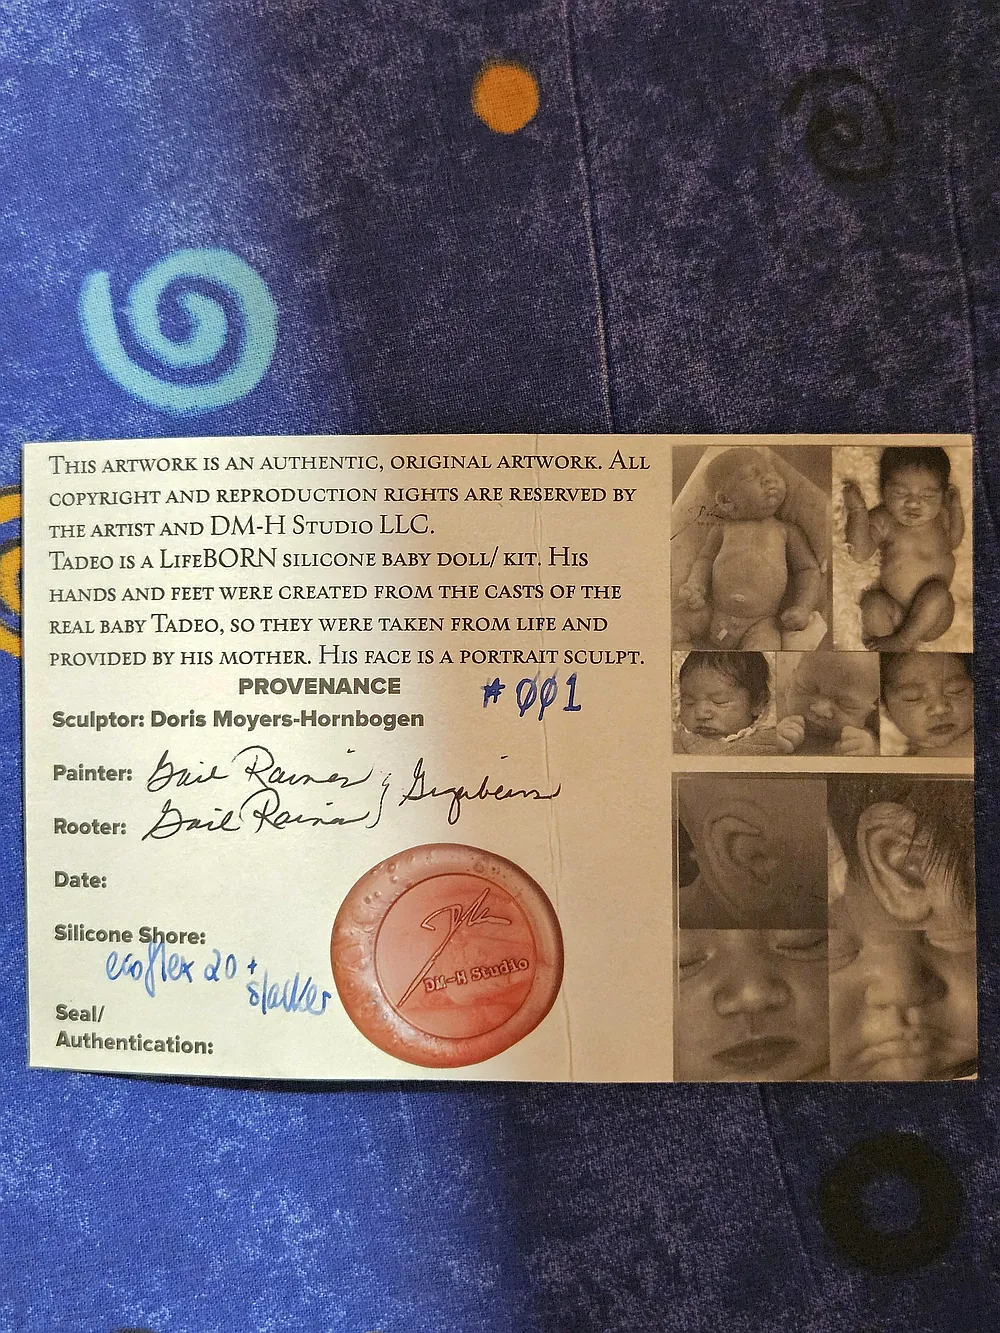 THIS ARTWORK IS AN AUTHENTIC, ORIGINAL ARTWORK. ALL
COPYRIGHT AND REPRODUCTION RIGHTS ARE RESERVED BY
THE ARTIST AND DM-H STUDIO LLC.
TADEO IS A LIFEBORN SILICONE BABY DOLL/ KIT. HIS
HANDS AND FEET WERE CREATED FROM THE CASTS OF THE
REAL BABY TADEO, SO THEY WERE TAKEN FROM LIFE AND
PROVIDED BY HIS MOTHER. HIS FACE IS A PORTRAIT SCULPT.
PROVENANCE # 001
Sculptor: Doris Moyers-Hornbogen
Painter: Gail Raines
Rooter: Gail Raines
Date:
Silicone Shore:
ecoflex 20 +
slacker
DM-H Studio
Seal/
Authentication: